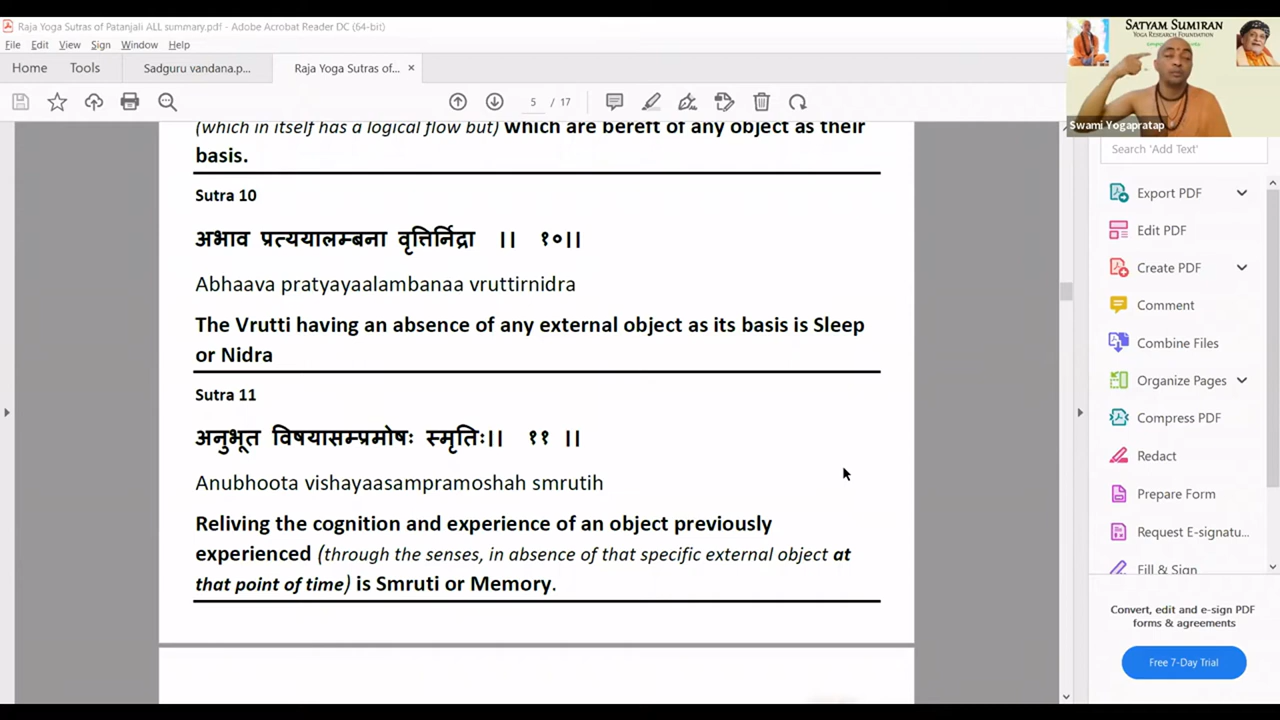 Raja Yoga Sutras of Patanjali ALL summary.pdf - Adobe Acrobat Reader DC (64-bit)
File Edit View Sign Window Help
Home Tools Sadguru vandana.p... Raja Yoga Sutras of... ×
5 / 17
SATYAM SUMIRAN
YOGA RESEARCH FOUNDATION
Swami Yogapratap
(which in itself has a logical flow but) which are bereft of any object as their
basis.
Sutra 10
अभाव प्रत्ययालम्बना वृत्तिर्निद्रा || १०||
Abhaava pratyayaalambanaa vruttirnidra
The Vrutti having an absence of any external object as its basis is Sleep
or Nidra
Sutra 11
अनुभूत विषयासम्प्रमोषः स्मृतिः|| ११ ||
Anubhoota vishayaasampramoshah smrutih
Reliving the cognition and experience of an object previously
experienced (through the senses, in absence of that specific external object at
that point of time) is Smruti or Memory.
Search 'Add Text'
Export PDF
Edit PDF
Create PDF
Comment
Combine Files
Organize Pages
Compress PDF
Redact
Prepare Form
Request E-signatu...
Fill & Sign
Convert, edit and e-sign PDF
forms & agreements
Free 7-Day Trial